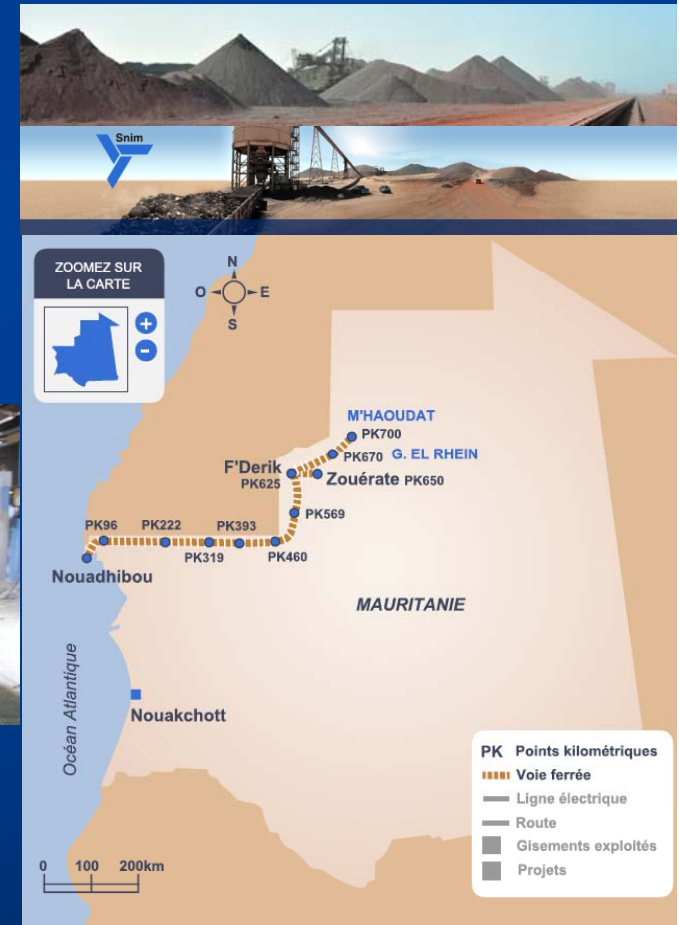 Snim
ZOOMEZ SUR
LA CARTE
+
-
N
O
E
S
M'HAOUDAT
PK700
PK670
G. EL RHEIN
F'Derik
PK625
Zouérate PK650
PK569
PK96
PK222
PK393
PK319
PK460
Nouadhibou
MAURITANIE
Océan Atlantique
Nouakchott
PK Points kilométriques
Voie ferrée
Ligne électrique
Route
Gisements exploités
Projets
0 100 200km